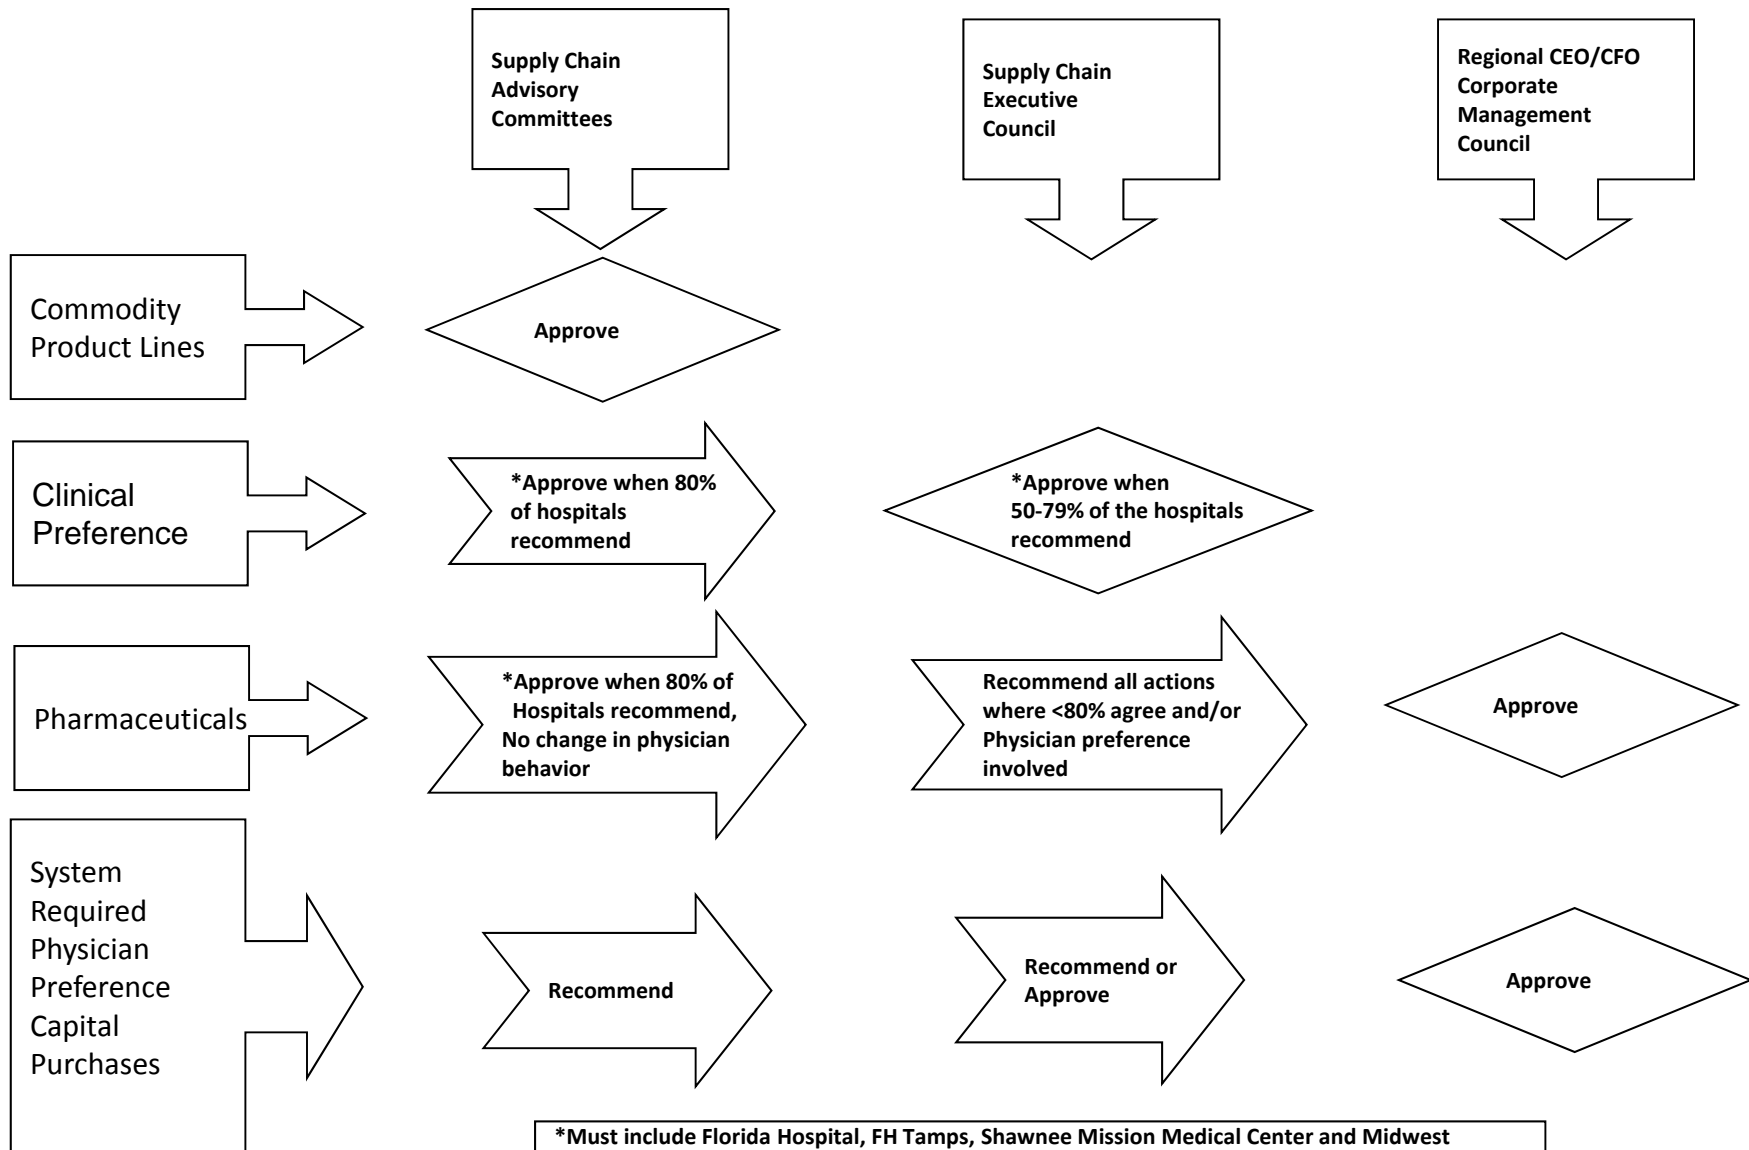 Supply Chain
Advisory
Committees
Supply Chain
Executive
Council
Regional CEO/CFO
Corporate
Management
Council
Commodity
Product Lines
Approve
Clinical
Preference
*Approve when 80%
of hospitals
recommend
*Approve when
50-79% of the hospitals
recommend
Pharmaceuticals
*Approve when 80% of
Hospitals recommend,
No change in physician
behavior
Recommend all actions
where <80% agree and/or
Physician preference
involved
Approve
System
Required
Physician
Preference
Capital
Purchases
Recommend
Recommend or
Approve
Approve
*Must include Florida Hospital, FH Tamps, Shawnee Mission Medical Center and Midwest